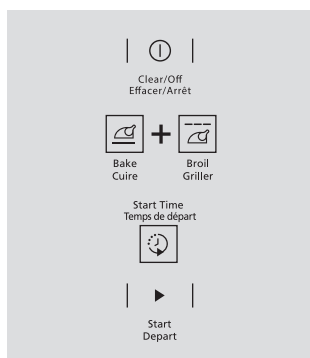 Clear/Off
Effacer/Arrêt
+
Bake
Cuire
Broil
Griller
Start Time
Temps de départ
Start
Depart